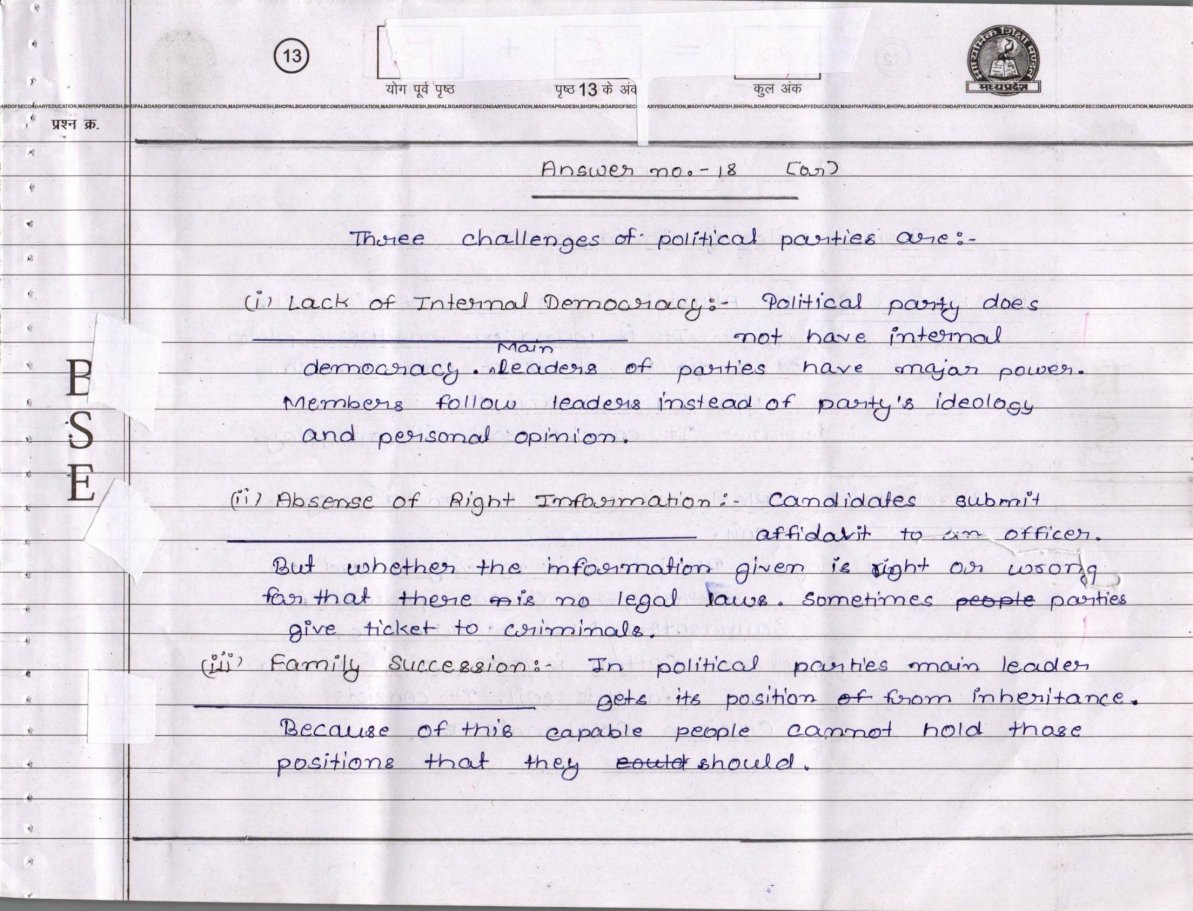 13
योग पूर्व पृष्ठ
पृष्ठ 13 के अंक
कुल अंक
मध्यप्रदेश
प्रश्न क्र.
Answer no.-18 (or)
Three challenges of political parties are:-
(i) Lack of Internal Democracy:- Political party does
not have internal
Main
democracy. leaders of parties have major power.
Members follow leaders instead of party's ideology
and personal opinion.
B
S
E
(ii) Absense of Right Information:- Candidates submit
affidavit to an officer.
But whether the information given is right or wrong
for that there is no legal laws. Sometimes people parties
give ticket to criminals.
(iii) Family Succession:- In political parties main leader
gets its position of from inheritance.
Because of this capable people cannot hold those
positions that they could should.